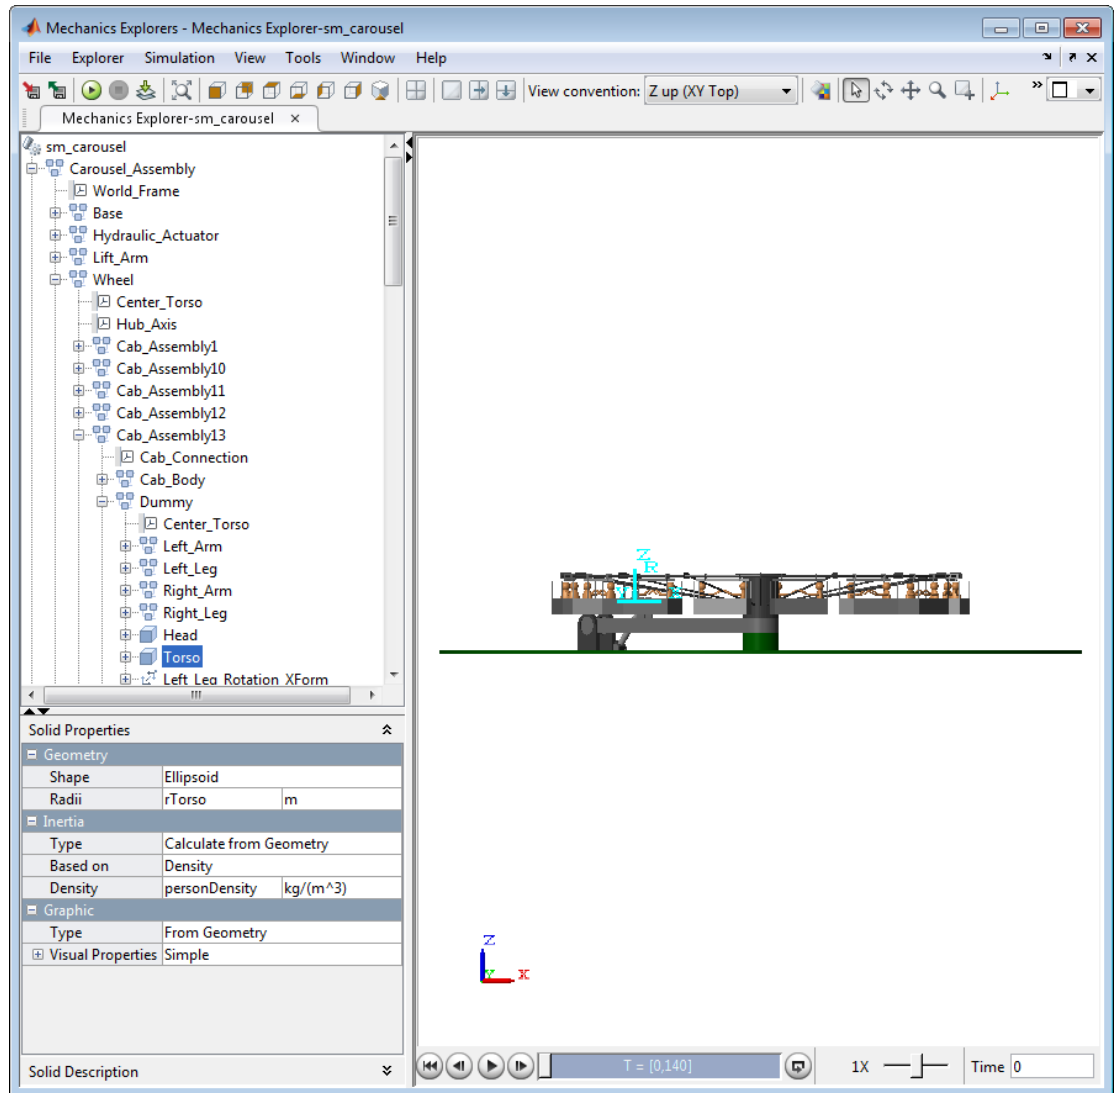 Mechanics Explorers - Mechanics Explorer-sm_carousel
File Explorer Simulation View Tools Window Help
View convention: Z up (XY Top)
Mechanics Explorer-sm_carousel
sm_carousel
Carousel_Assembly
World_Frame
Base
Hydraulic_Actuator
Lift_Arm
Wheel
Center_Torso
Hub_Axis
Cab_Assembly1
Cab_Assembly10
Cab_Assembly11
Cab_Assembly12
Cab_Assembly13
Cab_Connection
Cab_Body
Dummy
Center_Torso
Left_Arm
Left_Leg
Right_Arm
Right_Leg
Head
Torso
Left_Leg_Rotation_XForm
Solid Properties
Geometry
Shape Ellipsoid
Radii rTorso m
Inertia
Type Calculate from Geometry
Based on Density
Density personDensity kg/(m^3)
Graphic
Type From Geometry
Visual Properties Simple
Solid Description
Z
R
Z
Y X
T = [0,140] 1X Time 0